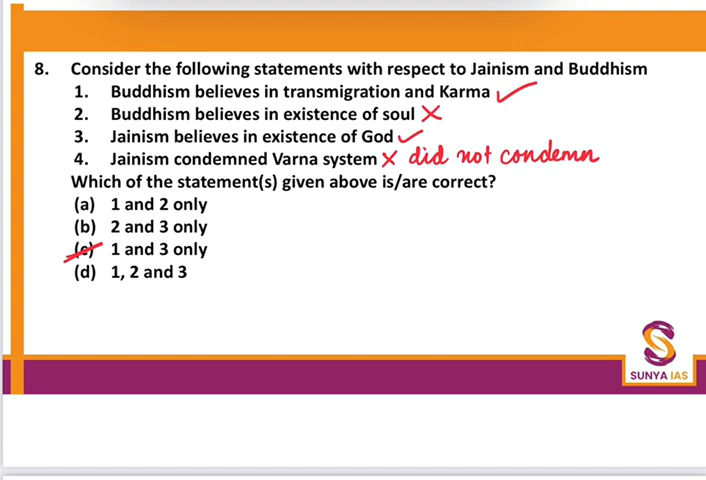 8. Consider the following statements with respect to Jainism and Buddhism
1. Buddhism believes in transmigration and Karma
2. Buddhism believes in existence of soul
3. Jainism believes in existence of God
4. Jainism condemned Varna system did not condemn
Which of the statement(s) given above is/are correct?
(a) 1 and 2 only
(b) 2 and 3 only
(c) 1 and 3 only
(d) 1, 2 and 3
SUNYA IAS